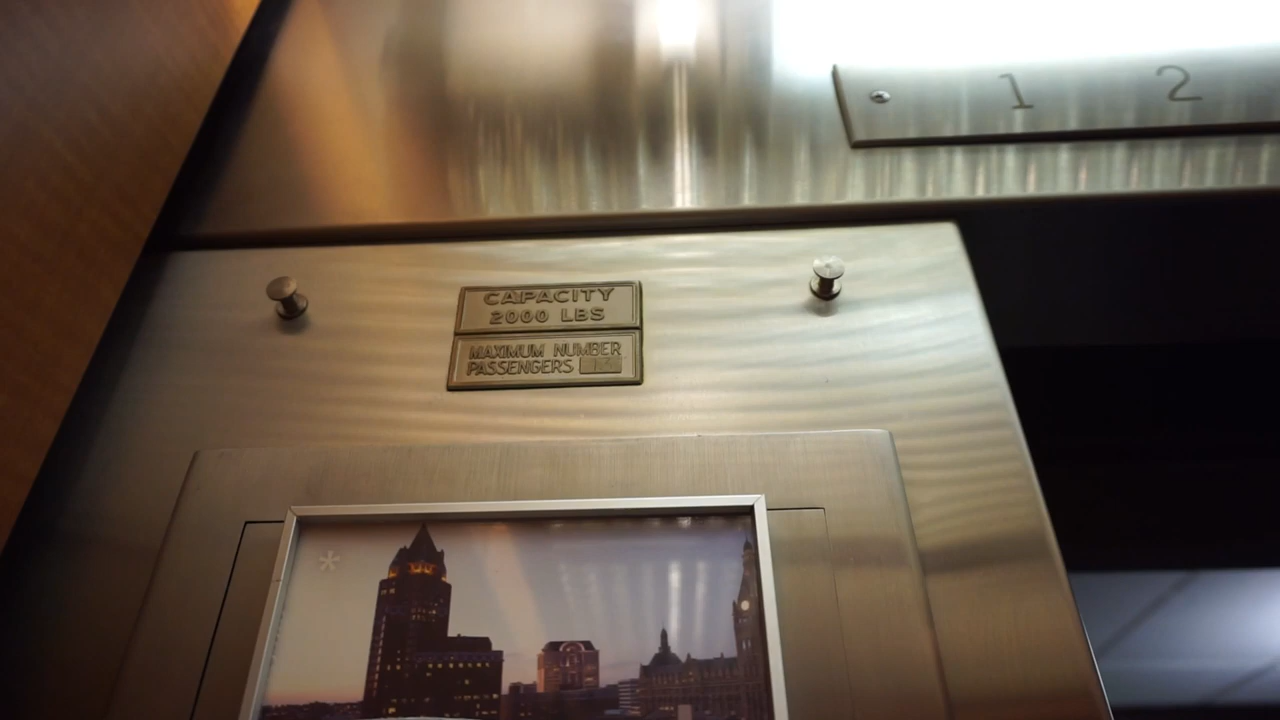 1 2
CAPACITY
2000 LBS
MAXIMUM NUMBER
PASSENGERS